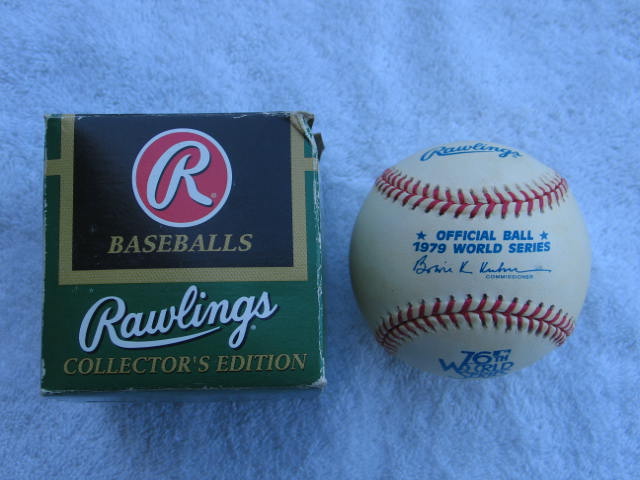 R
BASEBALLS
Rawlings
COLLECTOR'S EDITION
Rawlings
★ OFFICIAL BALL ★
1979 WORLD SERIES
Bowie K Kuhn
COMMISSIONER
76TH
WORLD